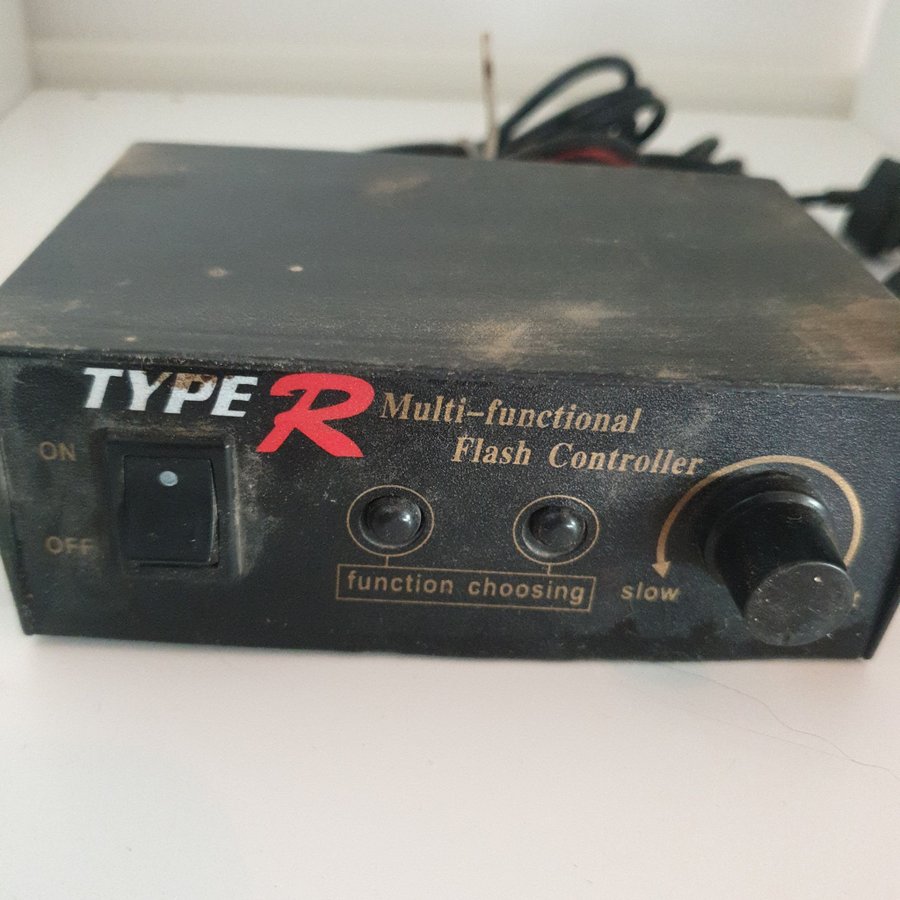 TYPE R
Multi-functional
Flash Controller
ON
OFF
function choosing
slow